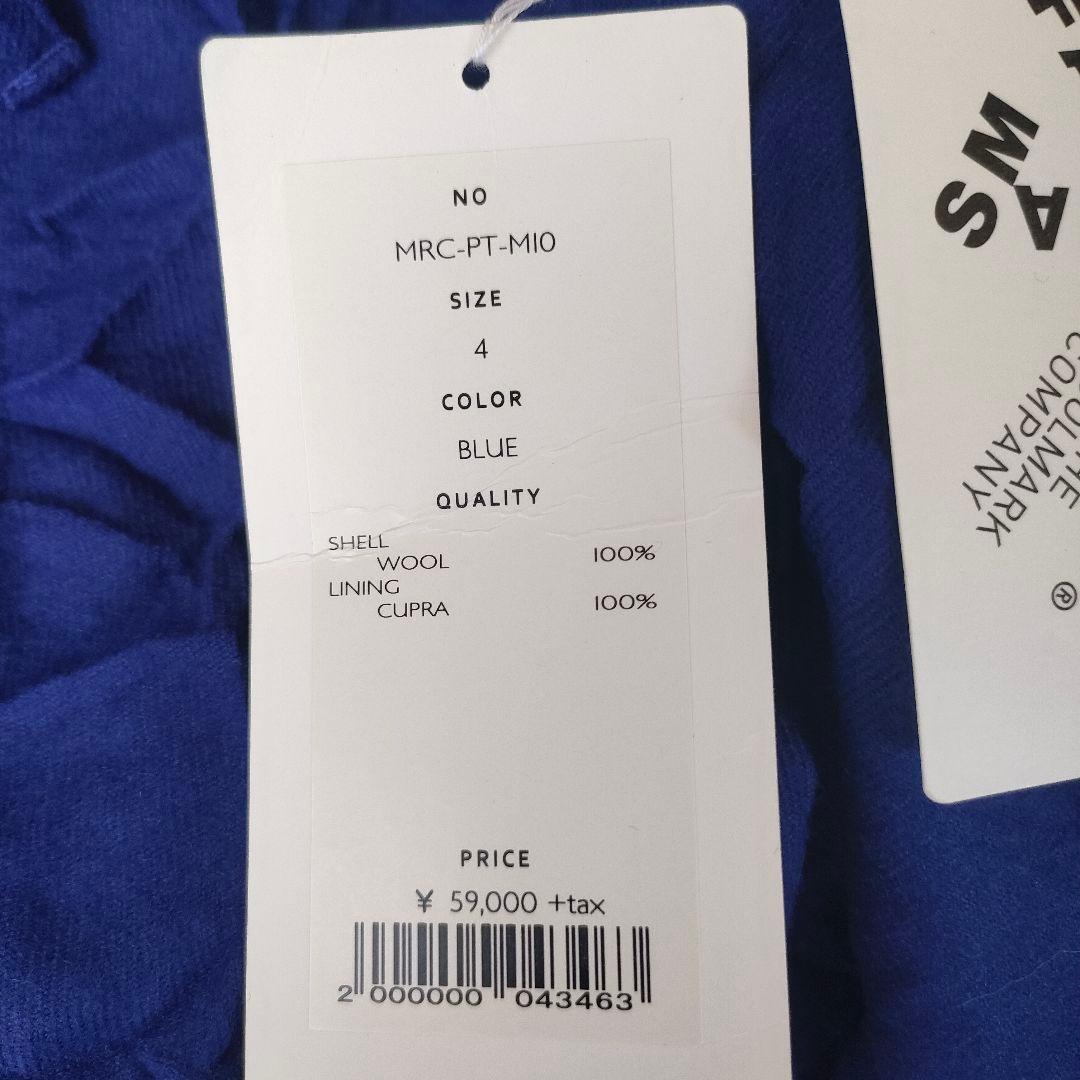 NO
MRC-PT-M10
SIZE
4
COLOR
BLUE
QUALITY
SHELL
WOOL 100%
LINING
CUPRA 100%
PRICE
¥ 59,000 +tax
2 000000 043463
COMPANY
®